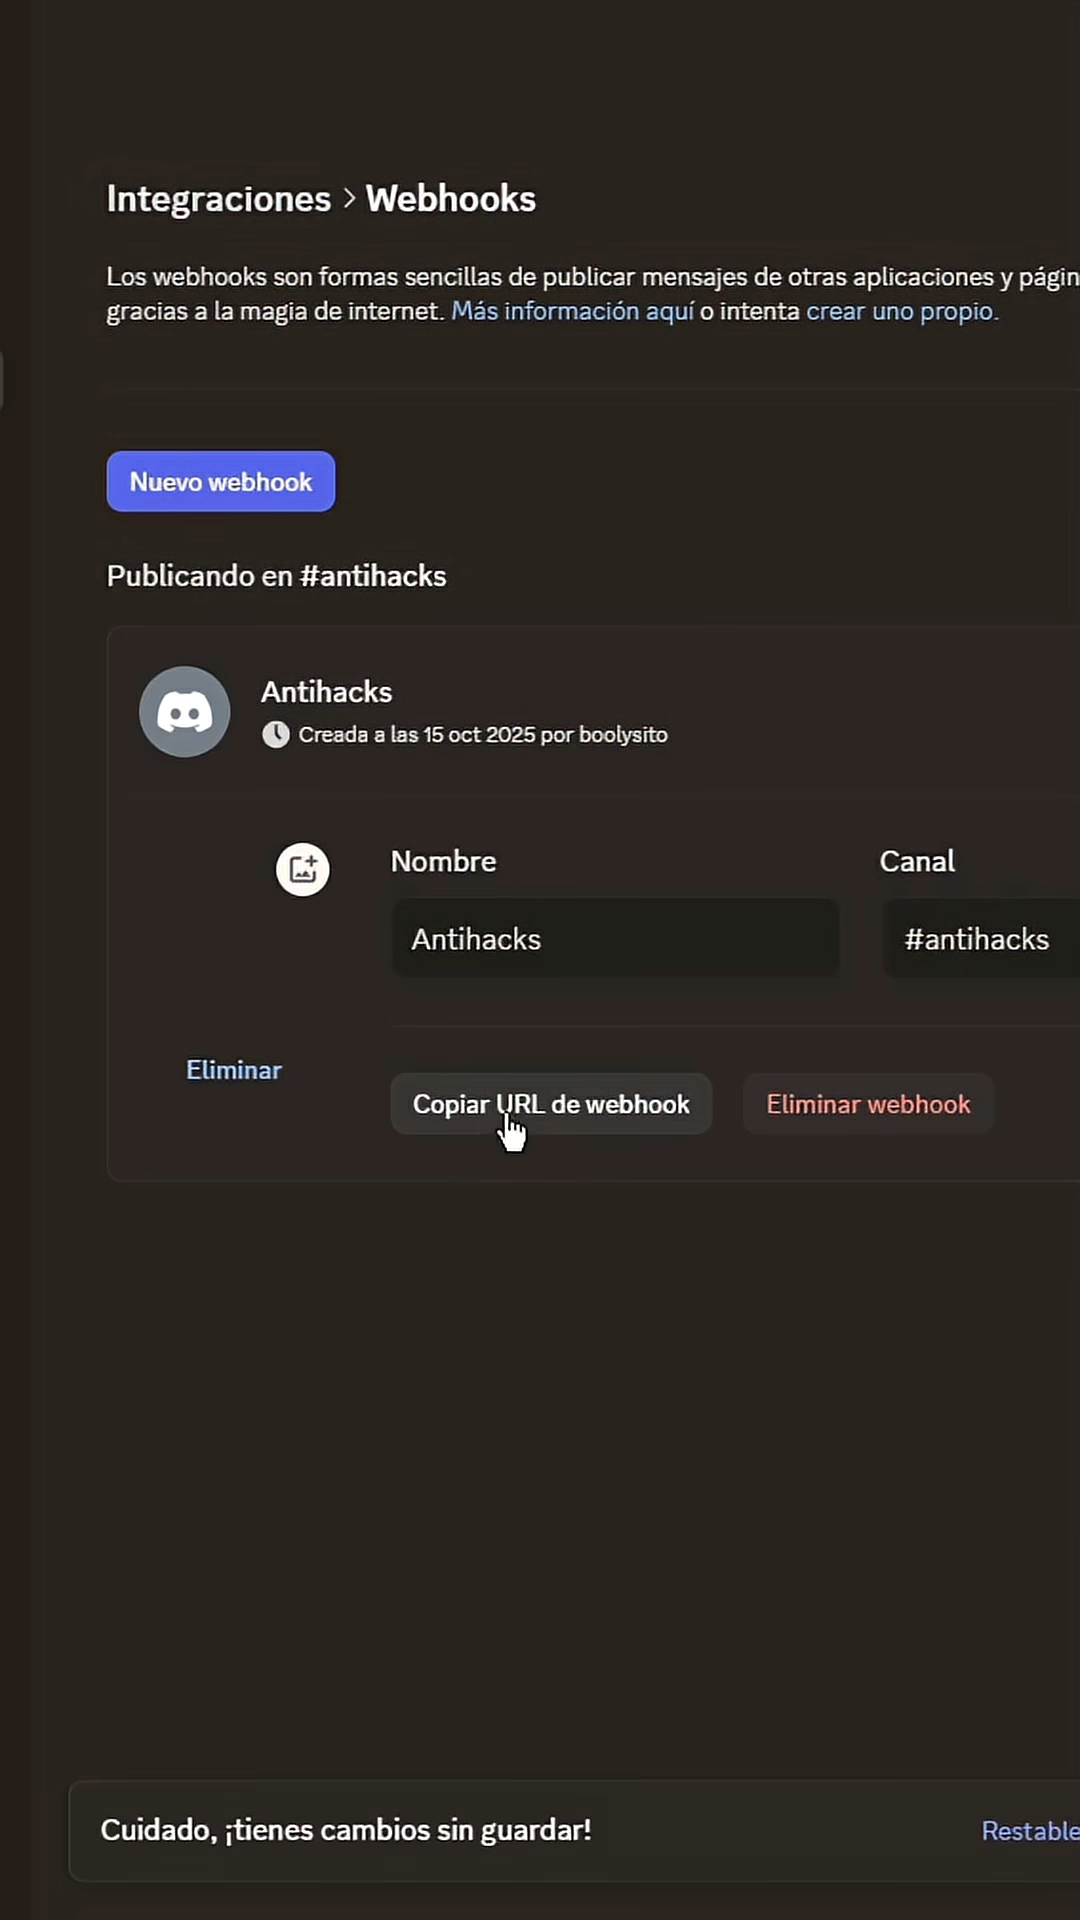 Integraciones > Webhooks
Los webhooks son formas sencillas de publicar mensajes de otras aplicaciones y págin
gracias a la magia de internet. Más información aquí o intenta crear uno propio.
Nuevo webhook
Publicando en #antihacks
Antihacks
Creada a las 15 oct 2025 por boolysito
Nombre
Canal
Antihacks
#antihacks
Eliminar
Copiar URL de webhook
Eliminar webhook
Cuidado, ¡tienes cambios sin guardar!
Restable